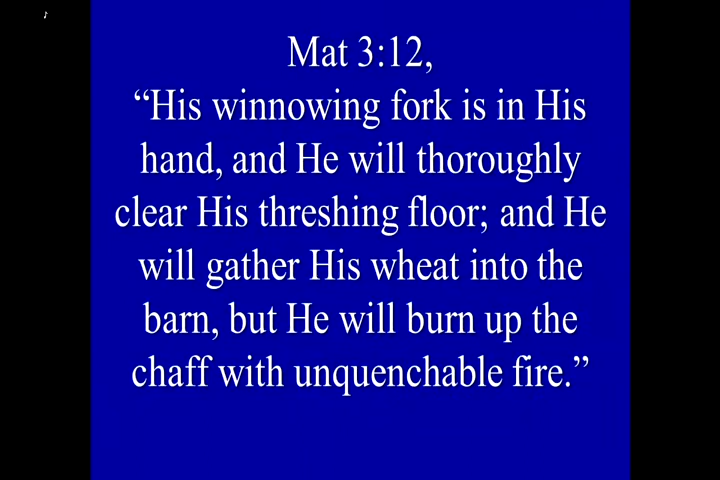 ♪
Mat 3:12,
“His winnowing fork is in His
hand, and He will thoroughly
clear His threshing floor; and He
will gather His wheat into the
barn, but He will burn up the
chaff with unquenchable fire.”